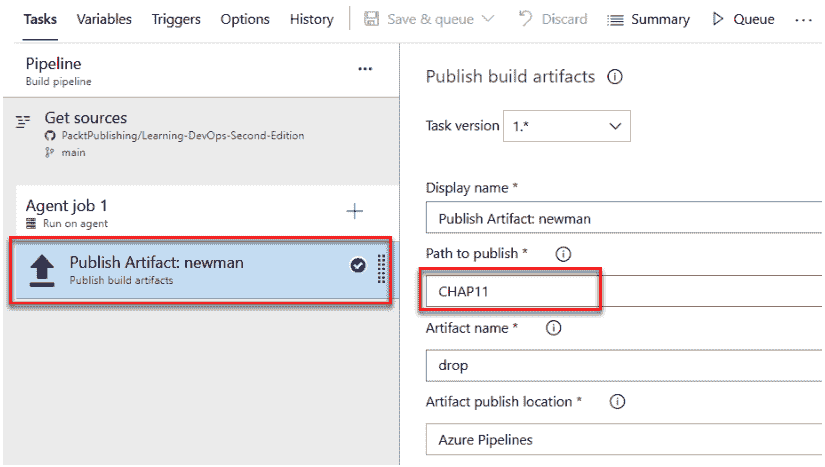 Tasks Variables Triggers Options History Save & queue Discard Summary Queue ...
Pipeline
Build pipeline
Get sources
PacktPublishing/Learning-DevOps-Second-Edition
main
Agent job 1
Run on agent
Publish Artifact: newman
Publish build artifacts
Publish build artifacts
Task version 1.*
Display name *
Publish Artifact: newman
Path to publish *
CHAP11
Artifact name *
drop
Artifact publish location *
Azure Pipelines